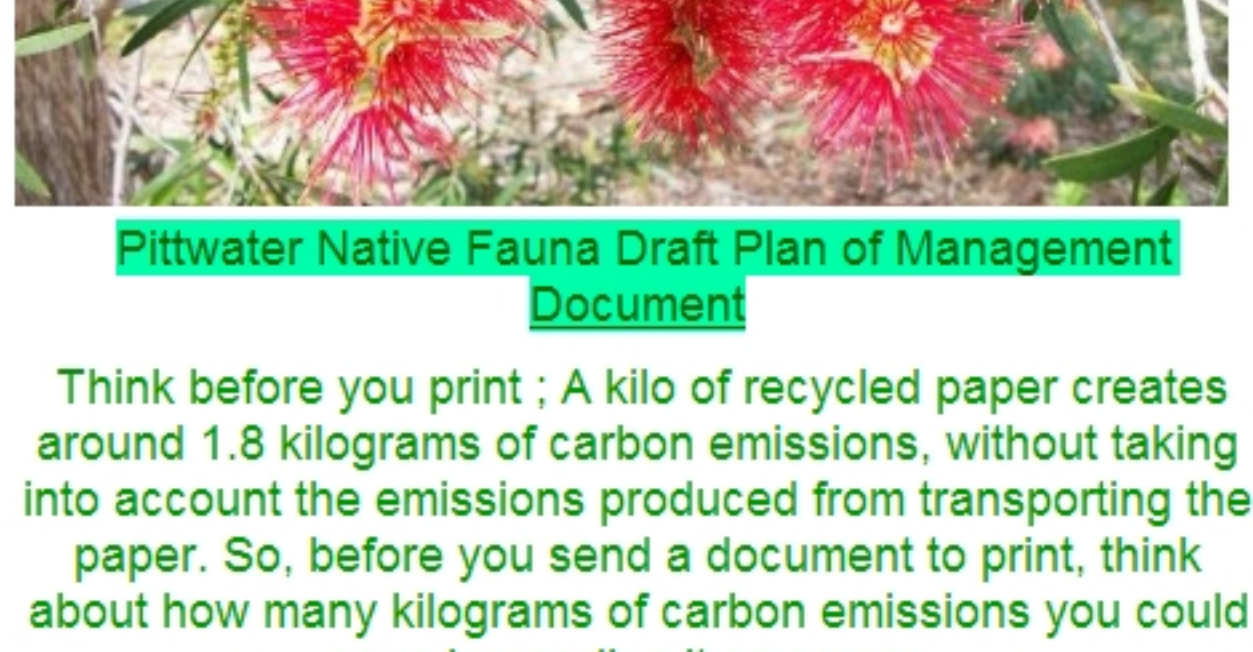 Pittwater Native Fauna Draft Plan of Management
Document
Think before you print ; A kilo of recycled paper creates
around 1.8 kilograms of carbon emissions, without taking
into account the emissions produced from transporting the
paper. So, before you send a document to print, think
about how many kilograms of carbon emissions you could